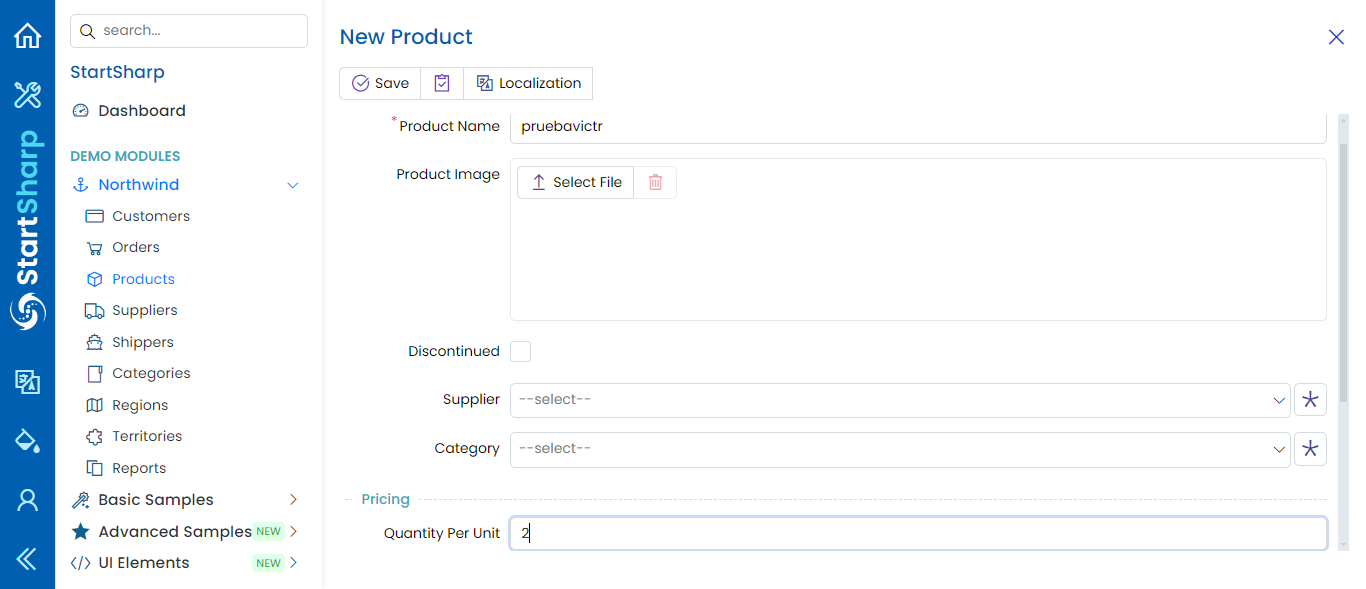 search...
StartSharp
Dashboard
DEMO MODULES
Northwind
Customers
Orders
Products
Suppliers
Shippers
Categories
Regions
Territories
Reports
Basic Samples
Advanced Samples NEW
UI Elements NEW
StartSharp
New Product
Save
Localization
*Product Name pruebavictr
Product Image
Select File
Discontinued
Supplier --select--
Category --select--
Pricing
Quantity Per Unit 2